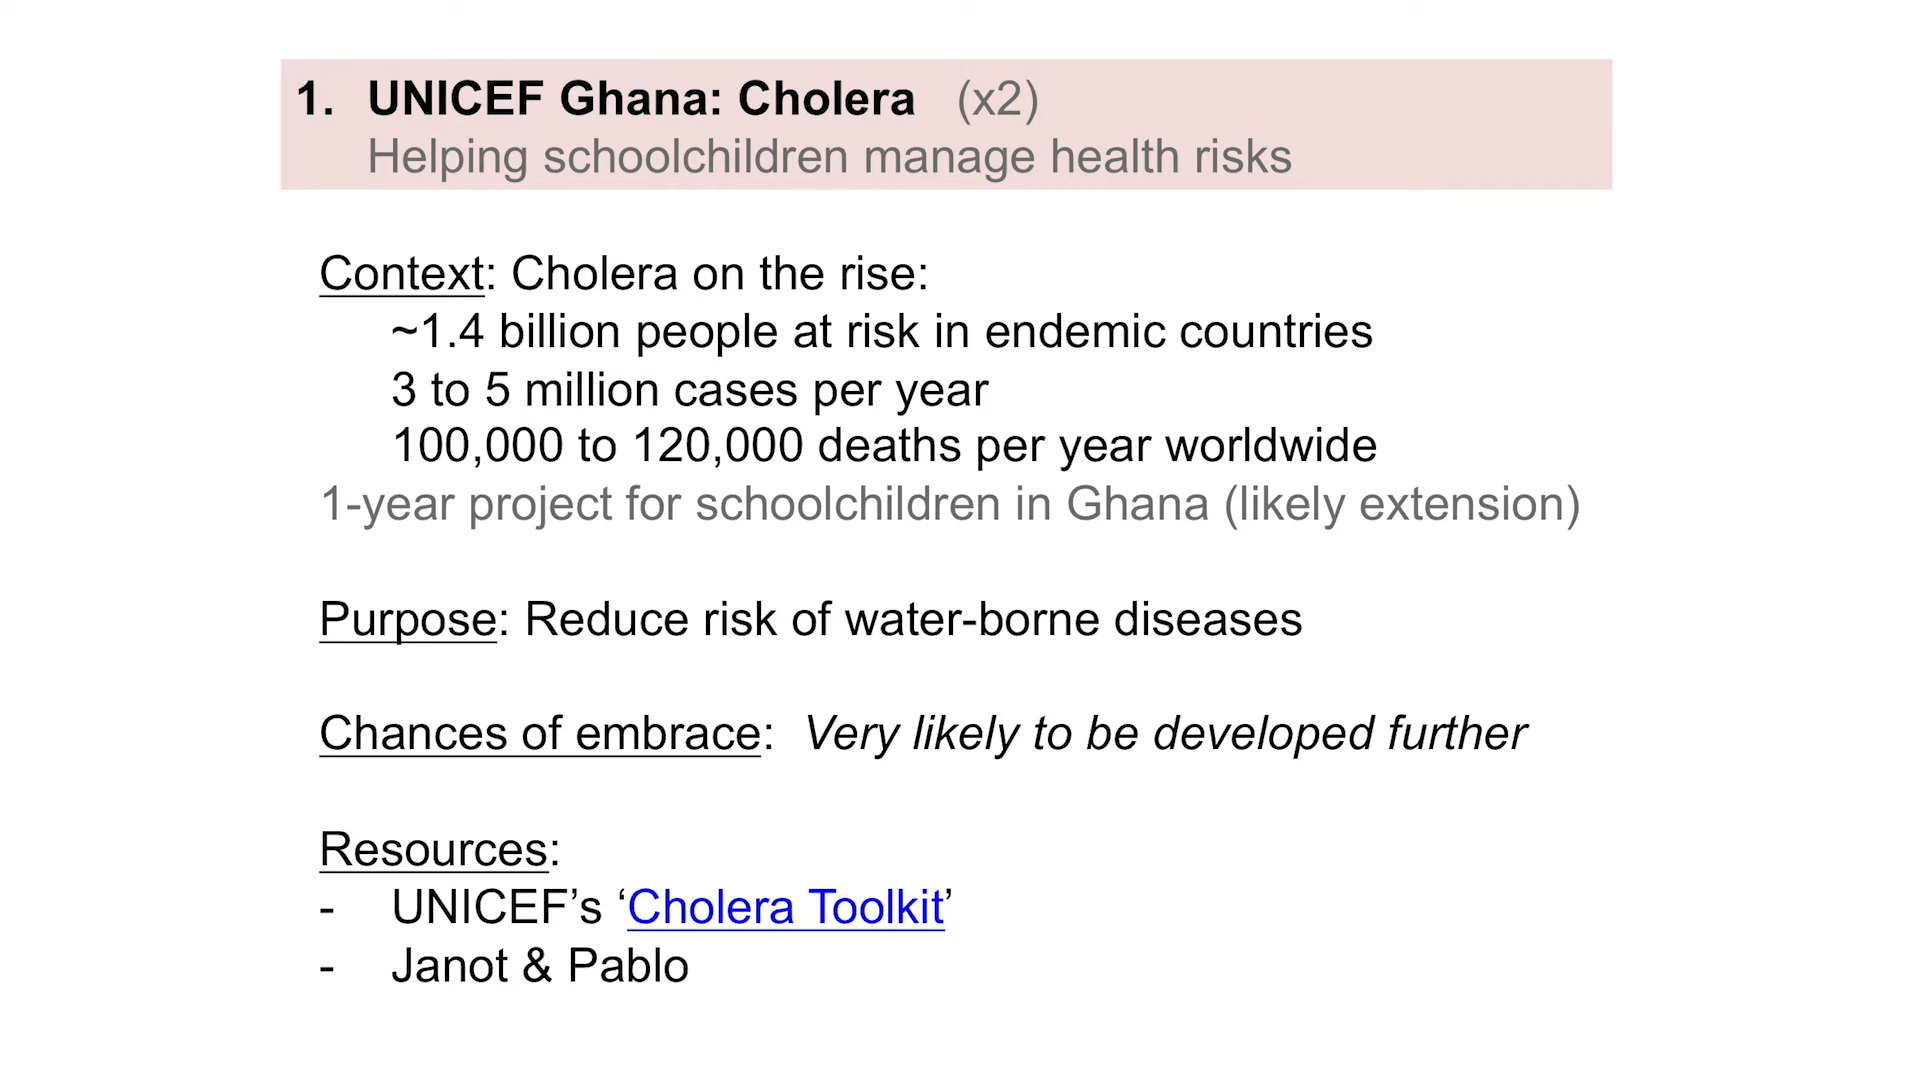 1. UNICEF Ghana: Cholera (x2)
Helping schoolchildren manage health risks
Context: Cholera on the rise:
~1.4 billion people at risk in endemic countries
3 to 5 million cases per year
100,000 to 120,000 deaths per year worldwide
1-year project for schoolchildren in Ghana (likely extension)
Purpose: Reduce risk of water-borne diseases
Chances of embrace: Very likely to be developed further
Resources:
- UNICEF’s ‘Cholera Toolkit’
- Janot & Pablo